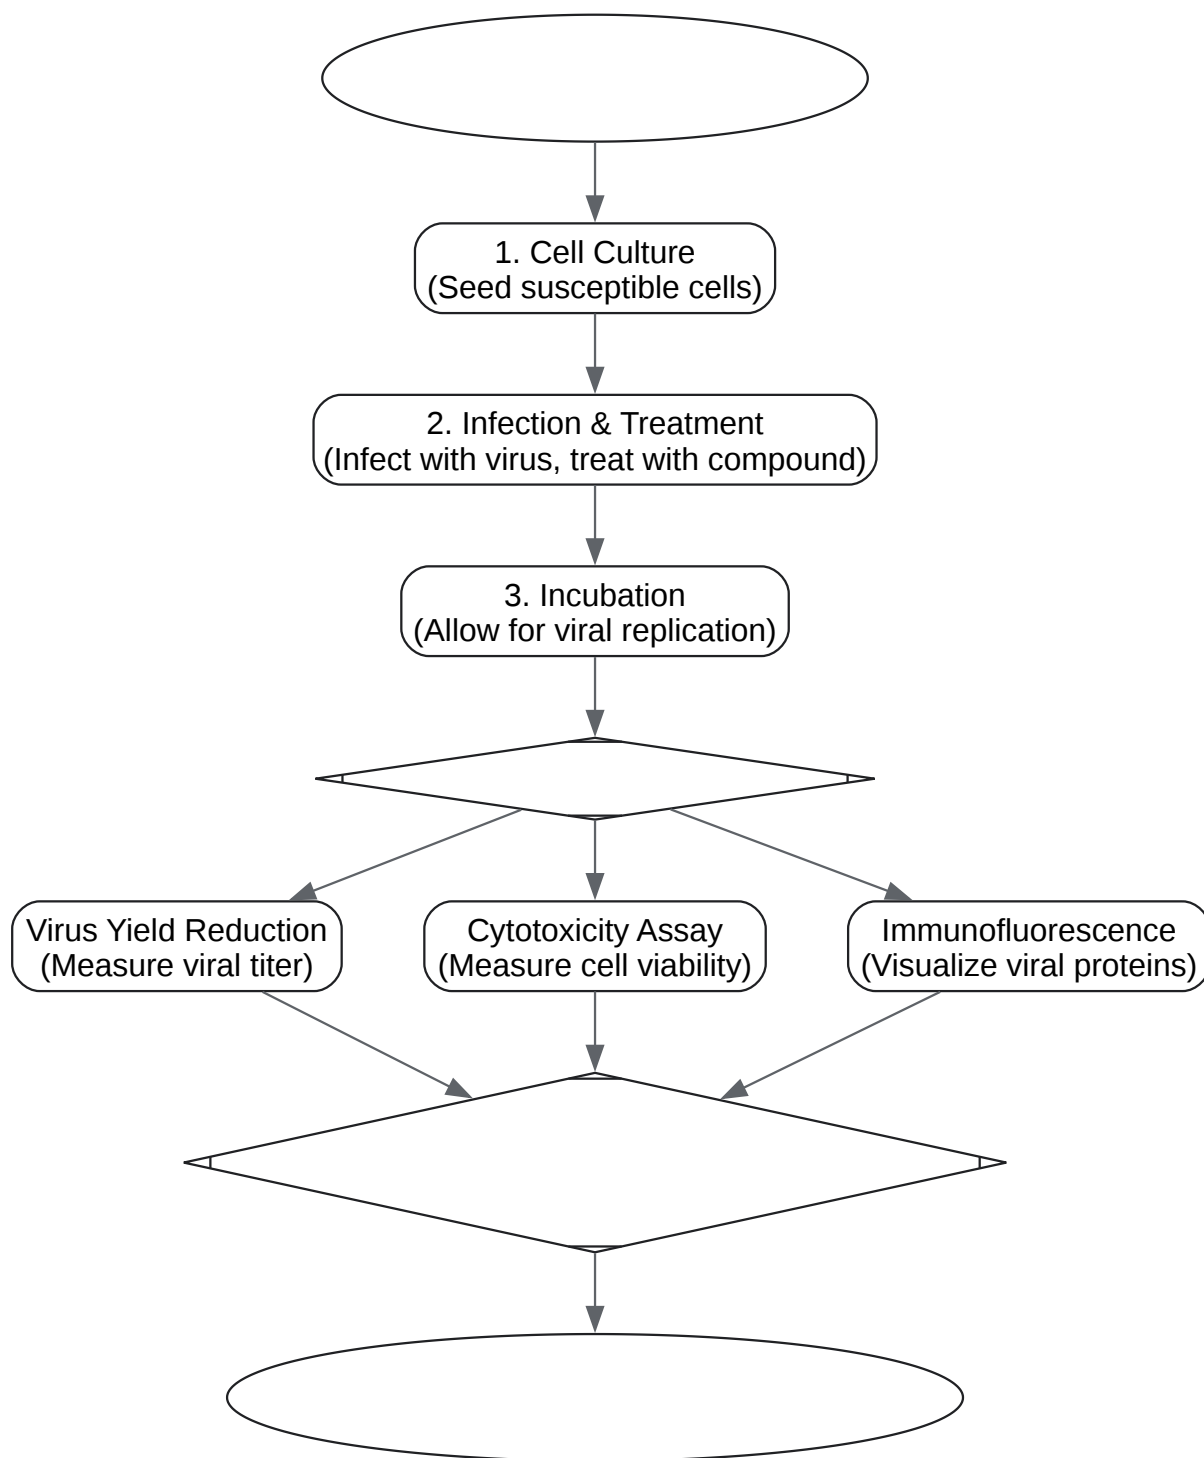 1. Cell Culture
(Seed susceptible cells)
2. Infection & Treatment
(Infect with virus, treat with compound)
3. Incubation
(Allow for viral replication)
Virus Yield Reduction
(Measure viral titer)
Cytotoxicity Assay
(Measure cell viability)
Immunofluorescence
(Visualize viral proteins)